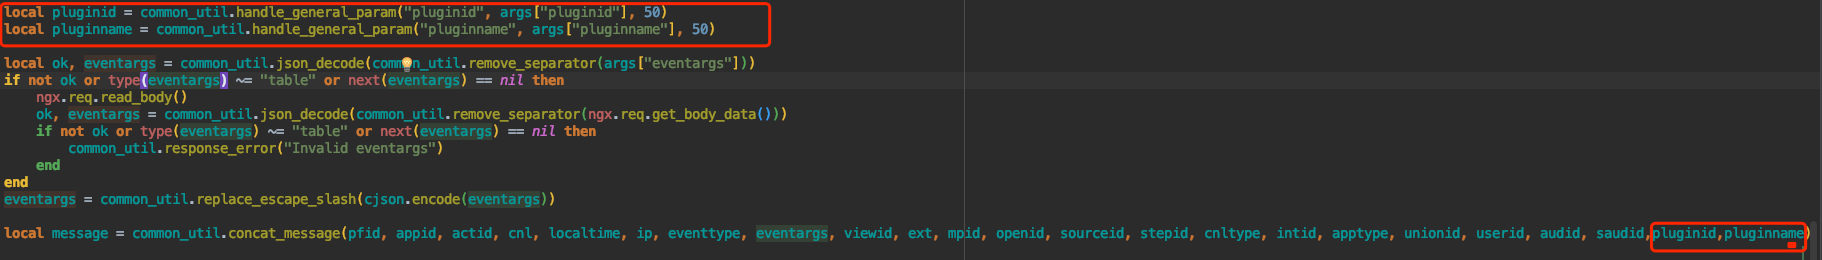 local pluginid = common_util.handle_general_param("pluginid", args["pluginid"], 50)
local pluginname = common_util.handle_general_param("pluginname", args["pluginname"], 50)
local ok, eventargs = common_util.json_decode(common_util.remove_separator(args["eventargs"]))
if not ok or type(eventargs) ~= "table" or next(eventargs) == nil then
    ngx.req.read_body()
    ok, eventargs = common_util.json_decode(common_util.remove_separator(ngx.req.get_body_data()))
    if not ok or type(eventargs) ~= "table" or next(eventargs) == nil then
        common_util.response_error("Invalid eventargs")
    end
end
eventargs = common_util.replace_escape_slash(cjson.encode(eventargs))
local message = common_util.concat_message(pfid, appid, actid, cnl, localtime, ip, eventtype, eventargs, viewid, ext, mpid, openid, sourceid, stepid, cnltype, intid, apptype, unionid, userid, audid, saudid,pluginid,pluginname)